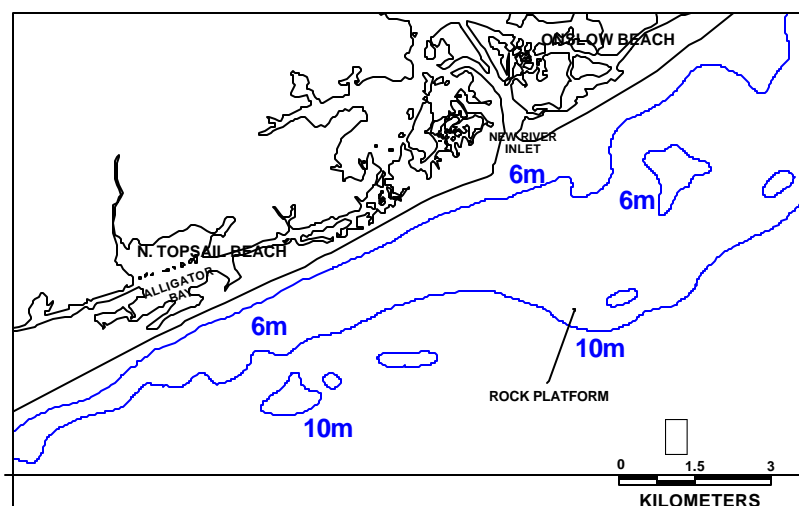 ONSLOW BEACH
NEW RIVER
INLET
6m
6m
N. TOPSAIL BEACH
ALLIGATOR
BAY
6m
10m
ROCK PLATFORM
10m
0 1.5 3
KILOMETERS